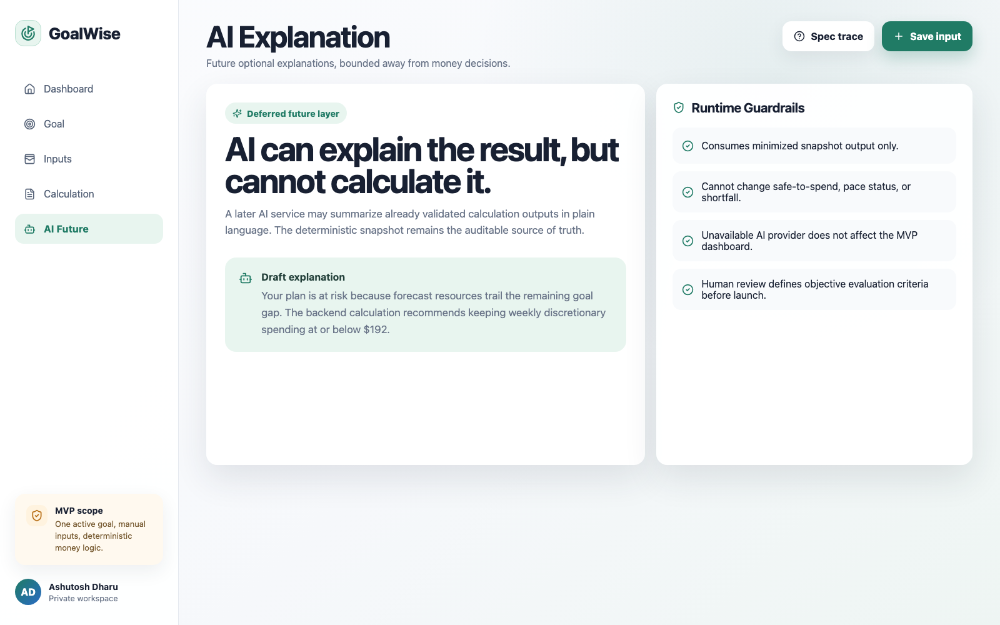 GoalWise
Dashboard
Goal
Inputs
Calculation
AI Future
MVP scope
One active goal, manual
inputs, deterministic
money logic.
AD
Ashutosh Dharu
Private workspace
AI Explanation
Future optional explanations, bounded away from money decisions.
Spec trace
Save input
Deferred future layer
AI can explain the result, but
cannot calculate it.
A later AI service may summarize already validated calculation outputs in plain
language. The deterministic snapshot remains the auditable source of truth.
Draft explanation
Your plan is at risk because forecast resources trail the remaining goal
gap. The backend calculation recommends keeping weekly discretionary
spending at or below $192.
Runtime Guardrails
Consumes minimized snapshot output only.
Cannot change safe-to-spend, pace status, or
shortfall.
Unavailable AI provider does not affect the MVP
dashboard.
Human review defines objective evaluation criteria
before launch.